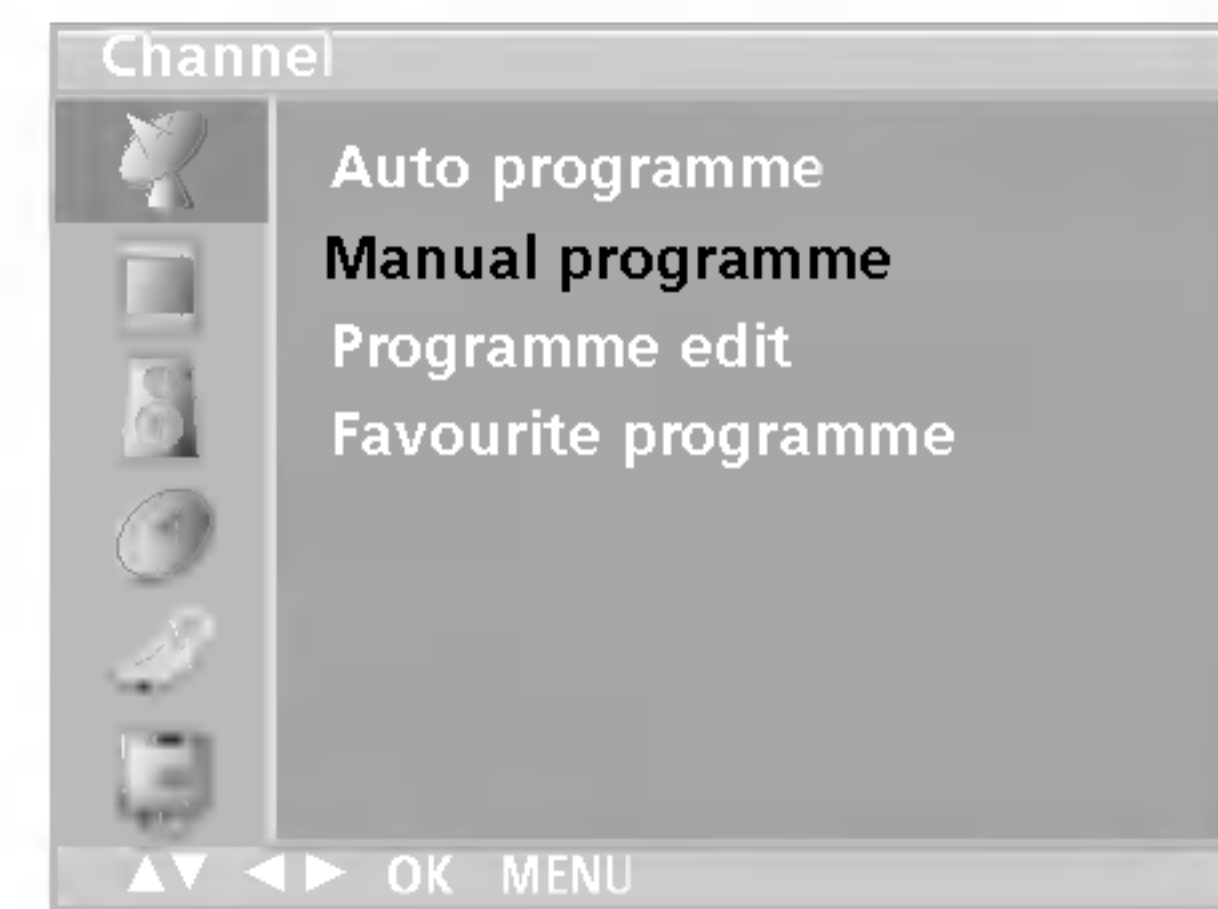 Channel
Auto programme
Manual programme
Programme edit
Favourite programme
▲▼ ◀ ▶ OK MENU